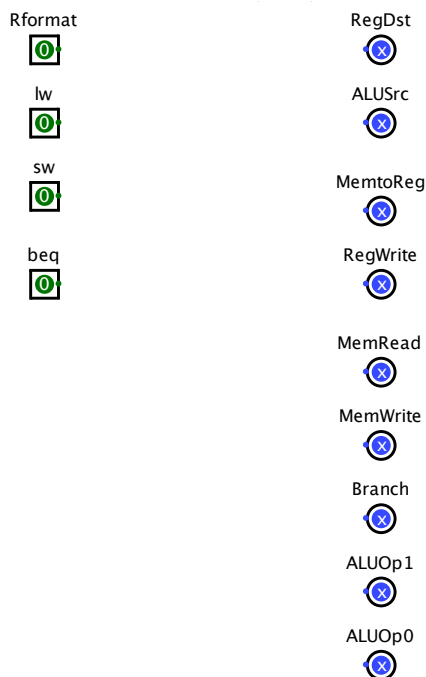 Rformat
0
lw
0
sw
0
beq
0
RegDst
x
ALUSrc
x
MemtoReg
x
RegWrite
x
MemRead
x
MemWrite
x
Branch
x
ALUOp1
x
ALUOp0
x